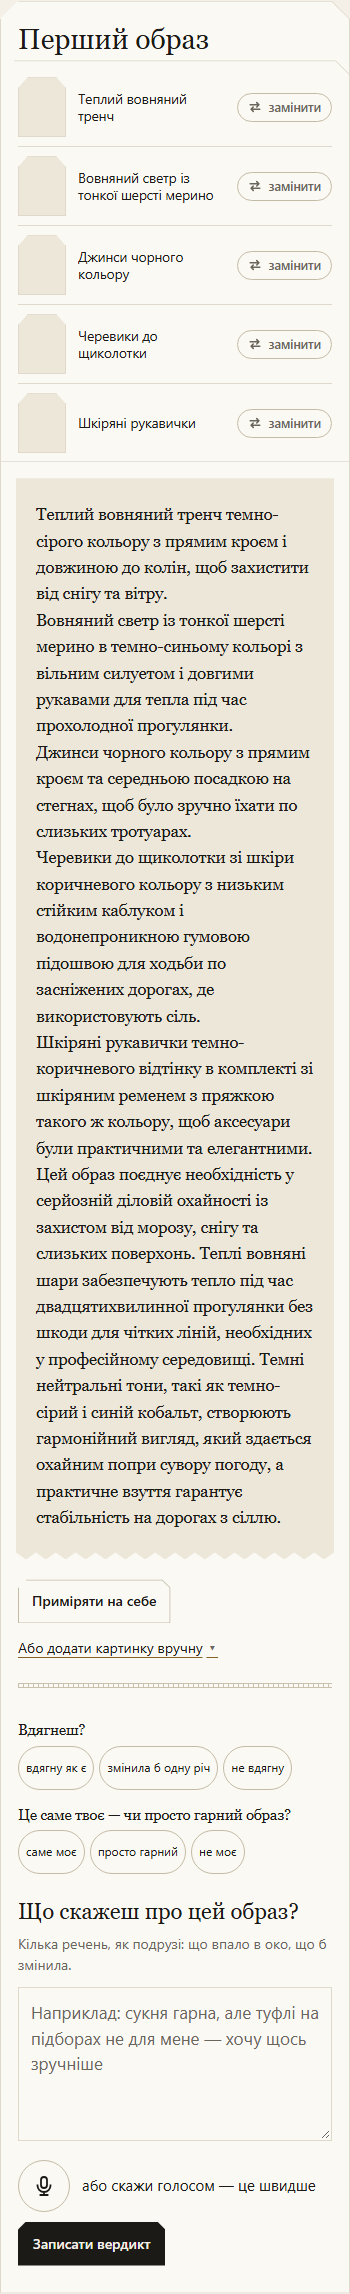 Перший образ
Теплий вовняний
тренч
замінити
Вовняний светр із
тонкої шерсті мерино
замінити
Джинси чорного
кольору
замінити
Черевики до
щиколотки
замінити
Шкіряні рукавички
замінити
Теплий вовняний тренч темно-
сірого кольору з прямим кроєм і
довжиною до колін, щоб захистити
від снігу та вітру.
Вовняний светр із тонкої шерсті
мерино в темно-синьому кольорі з
вільним силуетом і довгими
рукавами для тепла під час
прохолодної прогулянки.
Джинси чорного кольору з прямим
кроєм та середньою посадкою на
стегнах, щоб було зручно їхати по
слизьких тротуарах.
Черевики до щиколотки зі шкіри
коричневого кольору з низьким
стійким каблуком і
водонепроникною гумовою
підошвою для ходьби по
засніжених дорогах, де
використовують сіль.
Шкіряні рукавички темно-
коричневого відтінку в комплекті зі
шкіряним ременем з пряжкою
такого ж кольору, щоб аксесуари
були практичними та елегантними.
Цей образ поєднує необхідність у
серйозній діловій охайності із
захистом від морозу, снігу та
слизьких поверхонь. Теплі вовняні
шари забезпечують тепло під час
двадцятихвилинної прогулянки без
шкоди для чітких ліній, необхідних
у професійному середовищі. Темні
нейтральні тони, такі як темно-
сірий і синій кобальт, створюють
гармонійний вигляд, який здається
охайним попри сувору погоду, а
практичне взуття гарантує
стабільність на дорогах з сіллю.
Приміряти на себе
Або додати картинку вручну
Вдягнеш?
вдягну як є
змінила б одну річ
не вдягну
Це саме твоє — чи просто гарний образ?
саме моє
просто гарний
не моє
Що скажеш про цей образ?
Кілька речень, як подрузі: що впало в око, що б
змінила.
Наприклад: сукня гарна, але туфлі на
підборах не для мене — хочу щось
зручніше
або скажи голосом — це швидше
Записати вердикт